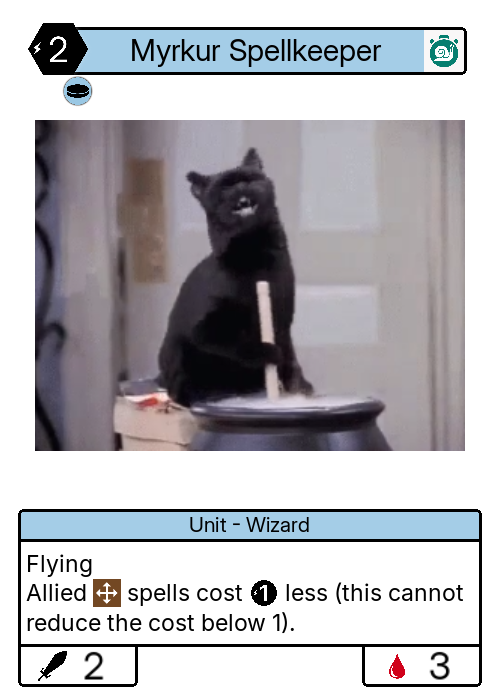 2 Myrkur Spellkeeper
Unit - Wizard
Flying
Allied spells cost 1 less (this cannot
reduce the cost below 1).
2 3